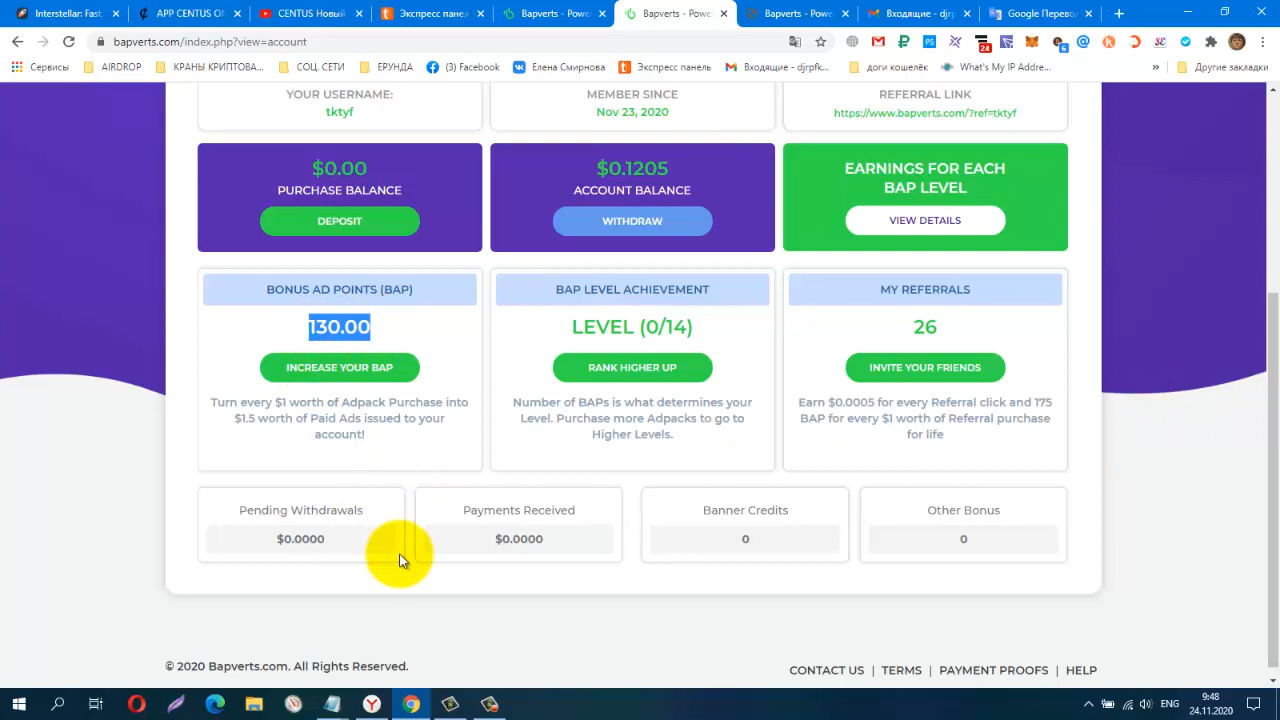 Interstellar: Fast,
APP CENTUS ON
CENTUS Новый
Экспресс панел
Bapverts - Powe
Bapverts - Powe
Bapverts - Powe
Входящие - djrp
Google Перево
bapverts.com/index.php?view=account
24
6
Сервисы
AIRDROP
КРАНЫ КРИПТОВА...
СОЦ. СЕТИ
ЕРУНДА
(3) Facebook
Елена Смирнова
Экспресс панель
Входящие - djrpfk...
доги кошелёк
What's My IP Addre...
»
Другие закладки
YOUR USERNAME:
tktyf
MEMBER SINCE
Nov 23, 2020
REFERRAL LINK
https://www.bapverts.com/?ref=tktyf
$0.00
PURCHASE BALANCE
DEPOSIT
$0.1205
ACCOUNT BALANCE
WITHDRAW
EARNINGS FOR EACH
BAP LEVEL
VIEW DETAILS
BONUS AD POINTS (BAP)
130.00
INCREASE YOUR BAP
Turn every $1 worth of Adpack Purchase into
$1.5 worth of Paid Ads issued to your
account!
BAP LEVEL ACHIEVEMENT
LEVEL (0/14)
RANK HIGHER UP
Number of BAPs is what determines your
Level. Purchase more Adpacks to go to
Higher Levels.
MY REFERRALS
26
INVITE YOUR FRIENDS
Earn $0.0005 for every Referral click and 175
BAP for every $1 worth of Referral purchase
for life
Pending Withdrawals
$0.0000
Payments Received
$0.0000
Banner Credits
0
Other Bonus
0
© 2020 Bapverts.com. All Rights Reserved.
CONTACT US | TERMS | PAYMENT PROOFS | HELP
ENG
9:48
24.11.2020